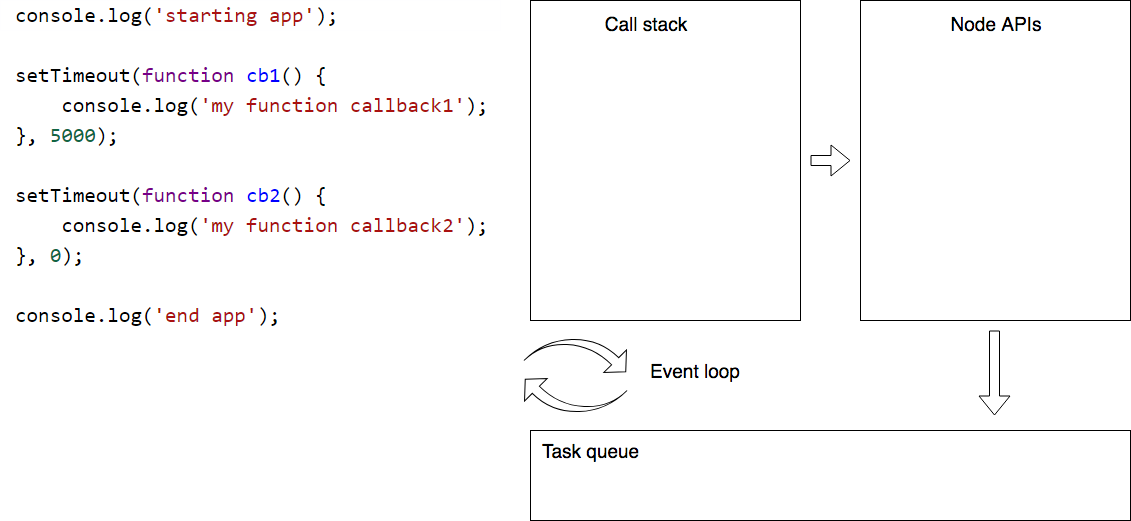 console.log('starting app');
setTimeout(function cb1() {
    console.log('my function callback1');
}, 5000);
setTimeout(function cb2() {
    console.log('my function callback2');
}, 0);
console.log('end app');
Call stack
Node APIs
Event loop
Task queue